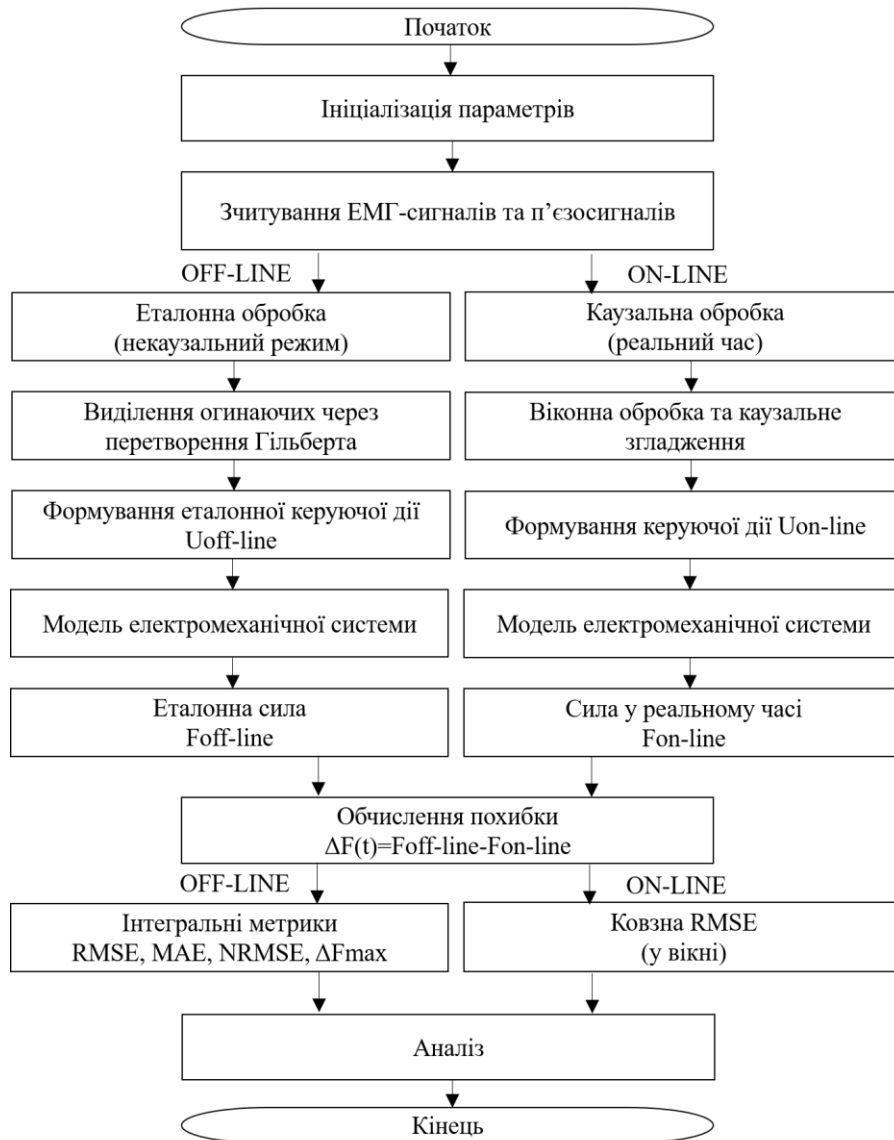 Початок
Ініціалізація параметрів
Зчитування ЕМГ-сигналів та п’єзосигналів
OFF-LINE
ON-LINE
Еталонна обробка
(некаузальний режим)
Каузальна обробка
(реальний час)
Виділення огинаючих через
перетворення Гільберта
Віконна обробка та каузальне
згладження
Формування еталонної керуючої дії
Uoff-line
Формування керуючої дії Uon-line
Модель електромеханічної системи
Модель електромеханічної системи
Еталонна сила
Foff-line
Сила у реальному часі
Fon-line
Обчислення похибки
ΔF(t)=Foff-line-Fon-line
OFF-LINE
ON-LINE
Інтегральні метрики
RMSE, MAE, NRMSE, ΔFmax
Ковзна RMSE
(у вікні)
Аналіз
Кінець